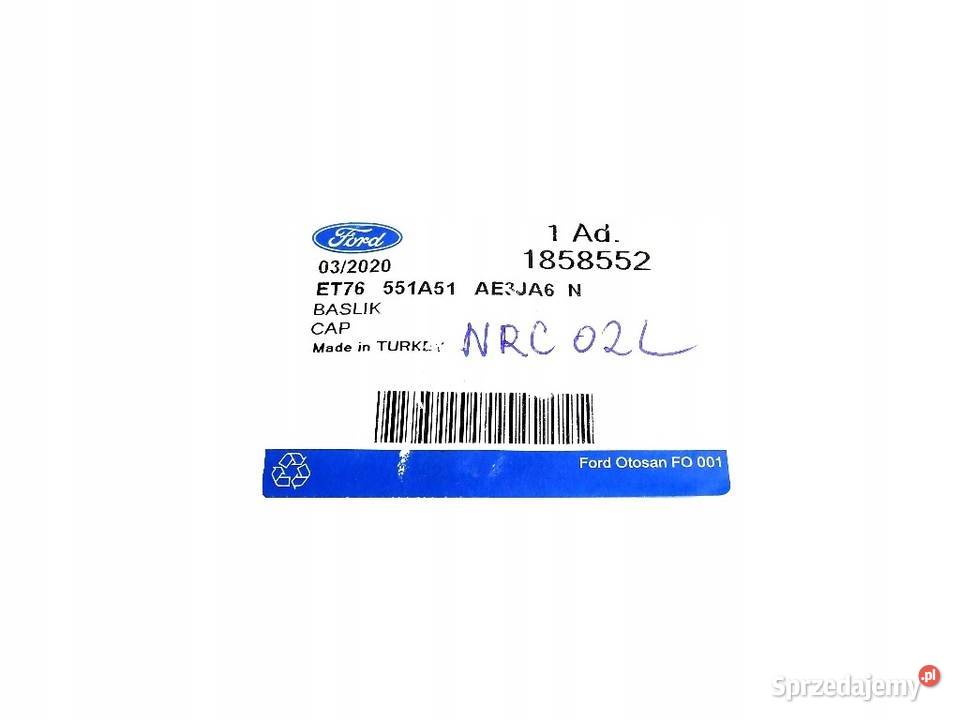 Ford
1 Ad.
03/2020
1858552
ET76 551A51 AE3JA6 N
BASLIK
CAP
Made in TURKEY
NRC 02L
Ford Otosan FO 001
Sprzedajemy.pl